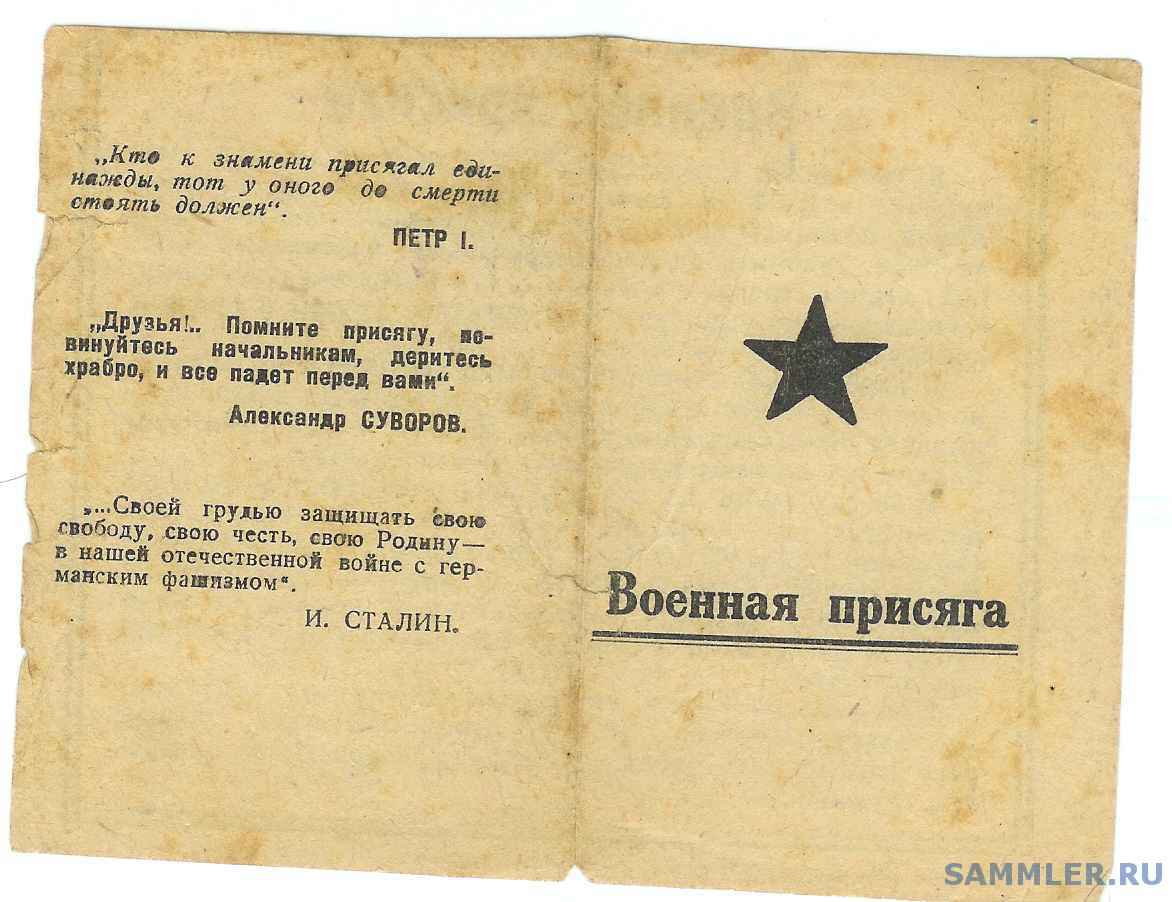 „Кто к знамени присягал еди-
нажды, тот у оного до смерти
стоять должен“.
ПЕТР I.
„Друзья!.. Помните присягу, по-
винуйтесь начальникам, деритесь
храбро, и все падет перед вами“.
Александр СУВОРОВ.
„...Своей грудью защищать свою
свободу, свою честь, свою Родину—
в нашей отечественной войне с гер-
манским фашизмом“.
И. СТАЛИН.
Военная присяга
SAMMLER.RU